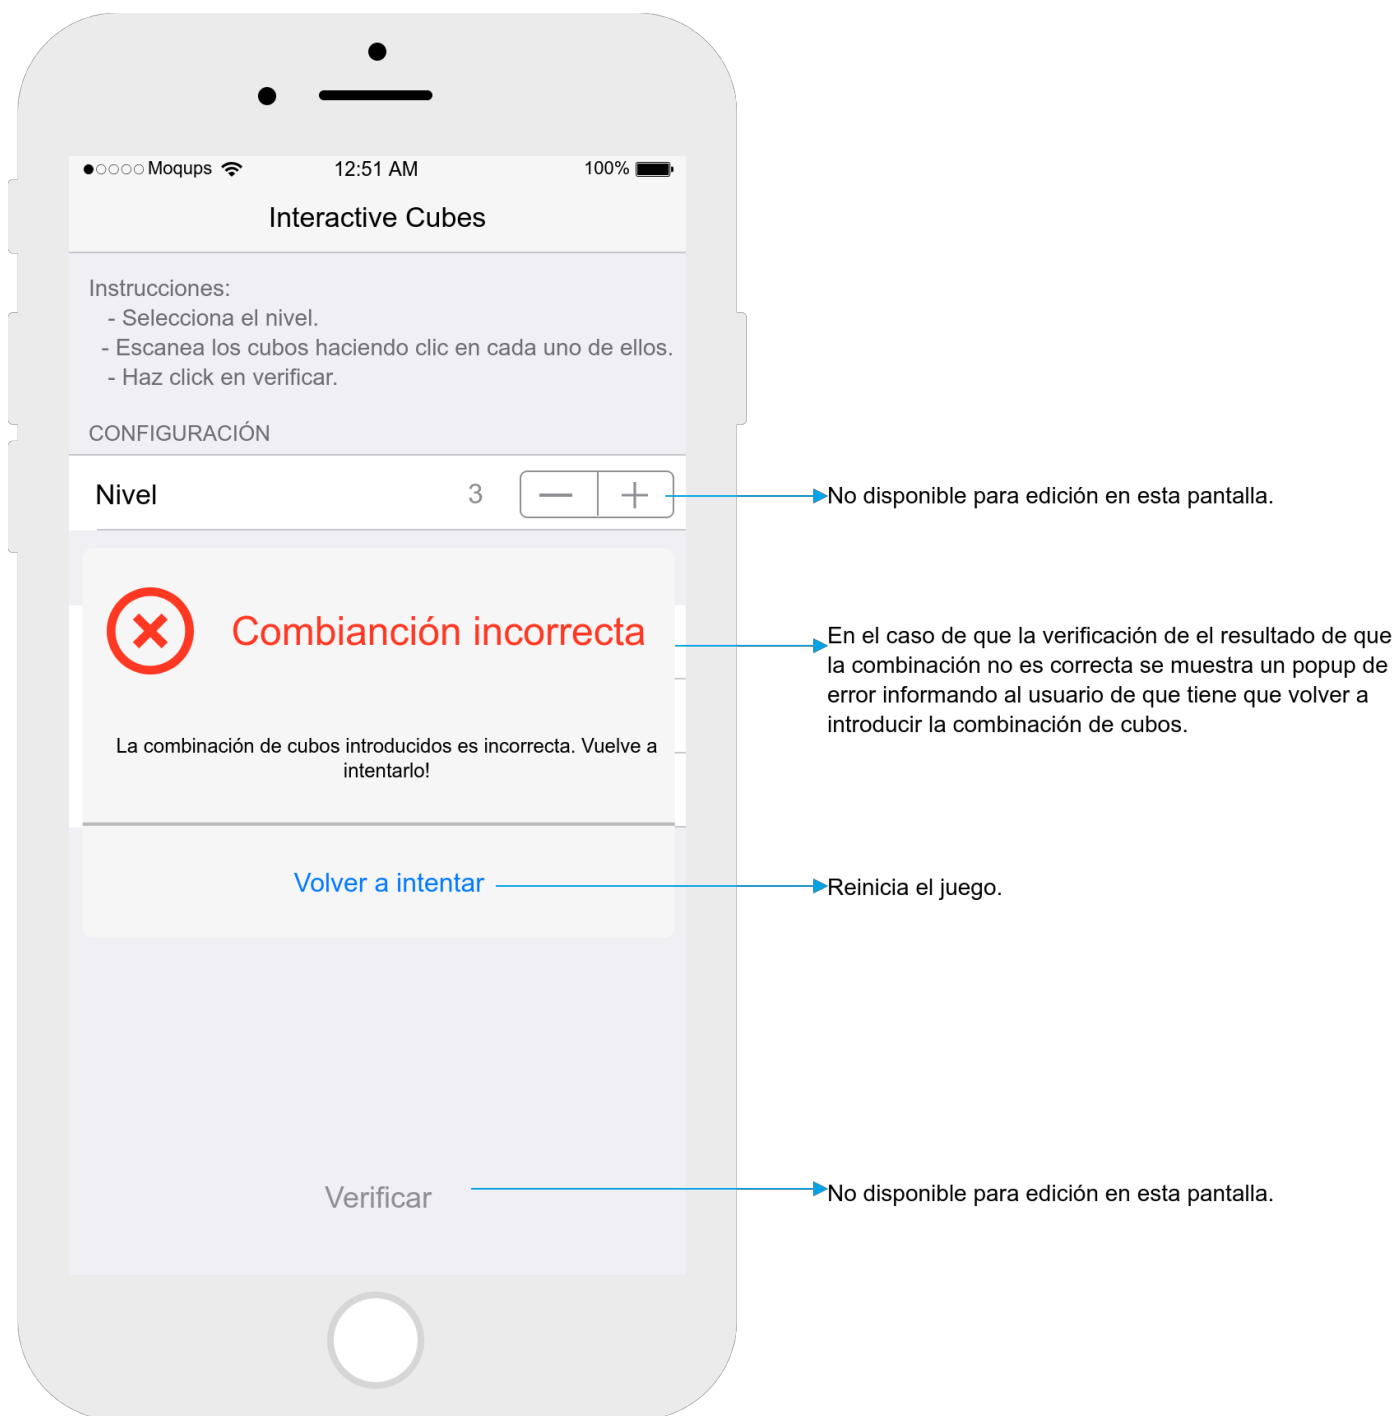 Moqups 12:51 AM 100%
Interactive Cubes
Instrucciones:
- Selecciona el nivel.
- Escanea los cubos haciendo clic en cada uno de ellos.
- Haz click en verificar.
CONFIGURACIÓN
Nivel 3 — +
No disponible para edición en esta pantalla.
Combianción incorrecta
En el caso de que la verificación de el resultado de que
la combinación no es correcta se muestra un popup de
error informando al usuario de que tiene que volver a
introducir la combinación de cubos.
La combinación de cubos introducidos es incorrecta. Vuelve a
intentarlo!
Volver a intentar
Reinicia el juego.
Verificar
No disponible para edición en esta pantalla.